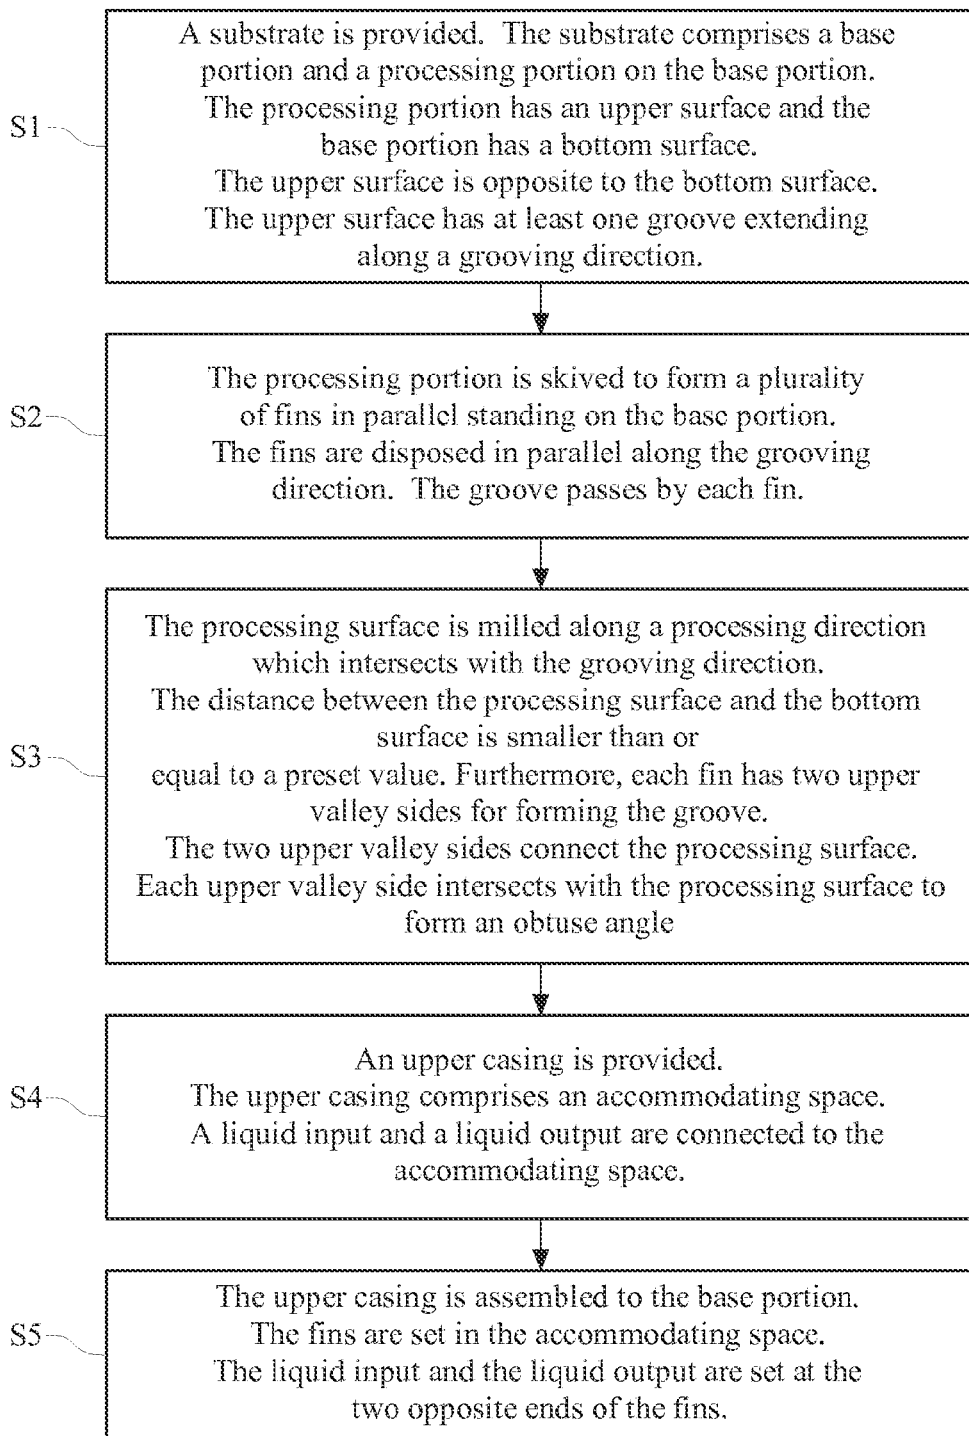 S1
A substrate is provided. The substrate comprises a base
portion and a processing portion on the base portion.
The processing portion has an upper surface and the
base portion has a bottom surface.
The upper surface is opposite to the bottom surface.
The upper surface has at least one groove extending
along a grooving direction.
S2
The processing portion is skived to form a plurality
of fins in parallel standing on the base portion.
The fins are disposed in parallel along the grooving
direction. The groove passes by each fin.
S3
The processing surface is milled along a processing direction
which intersects with the grooving direction.
The distance between the processing surface and the bottom
surface is smaller than or
equal to a preset value. Furthermore, each fin has two upper
valley sides for forming the groove.
The two upper valley sides connect the processing surface.
Each upper valley side intersects with the processing surface to
form an obtuse angle
S4
An upper casing is provided.
The upper casing comprises an accommodating space.
A liquid input and a liquid output are connected to the
accommodating space.
S5
The upper casing is assembled to the base portion.
The fins are set in the accommodating space.
The liquid input and the liquid output are set at the
two opposite ends of the fins.